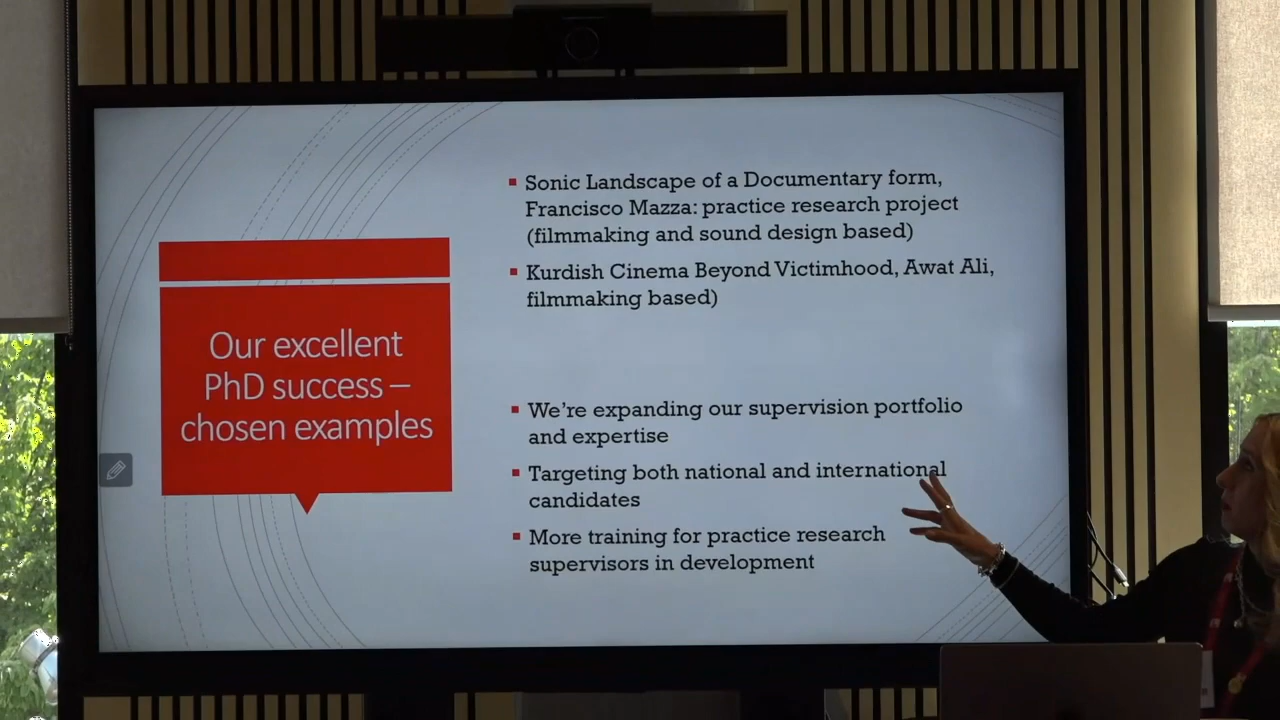 Our excellent
PhD success –
chosen examples
Sonic Landscape of a Documentary form,
Francisco Mazza: practice research project
(filmmaking and sound design based)
Kurdish Cinema Beyond Victimhood, Awat Ali,
filmmaking based)
We're expanding our supervision portfolio
and expertise
Targeting both national and international
candidates
More training for practice research
supervisors in development